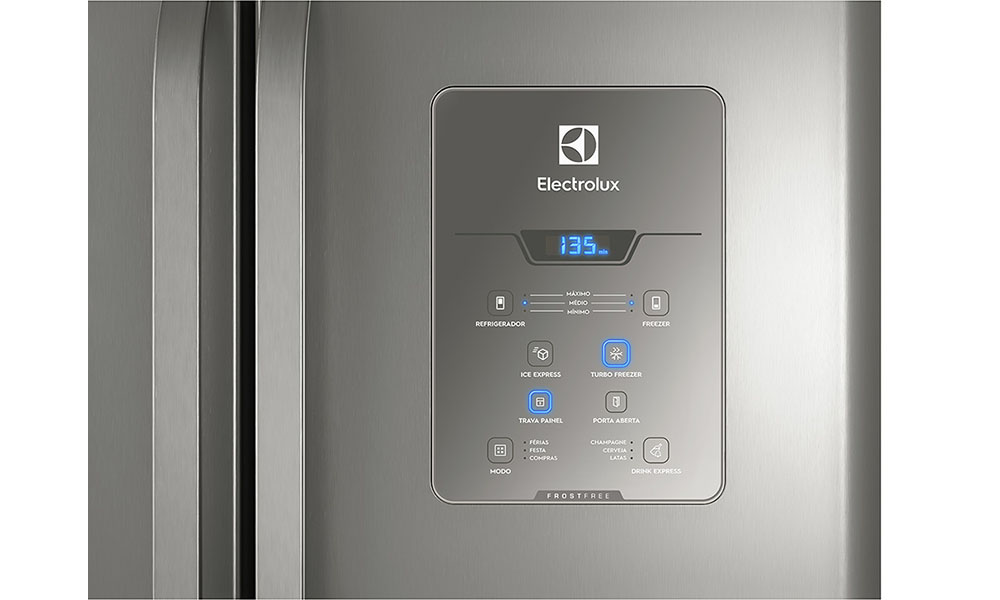 Electrolux
135 min
MÁXIMO
MÉDIO
MÍNIMO
REFRIGERADOR
FREEZER
ICE EXPRESS
TURBO FREEZER
TRAVA PAINEL
PORTA ABERTA
FÉRIAS
FESTA
COMPRAS
MODO
CHAMPAGNE
CERVEJA
LATAS
DRINK EXPRESS
FROSTFREE